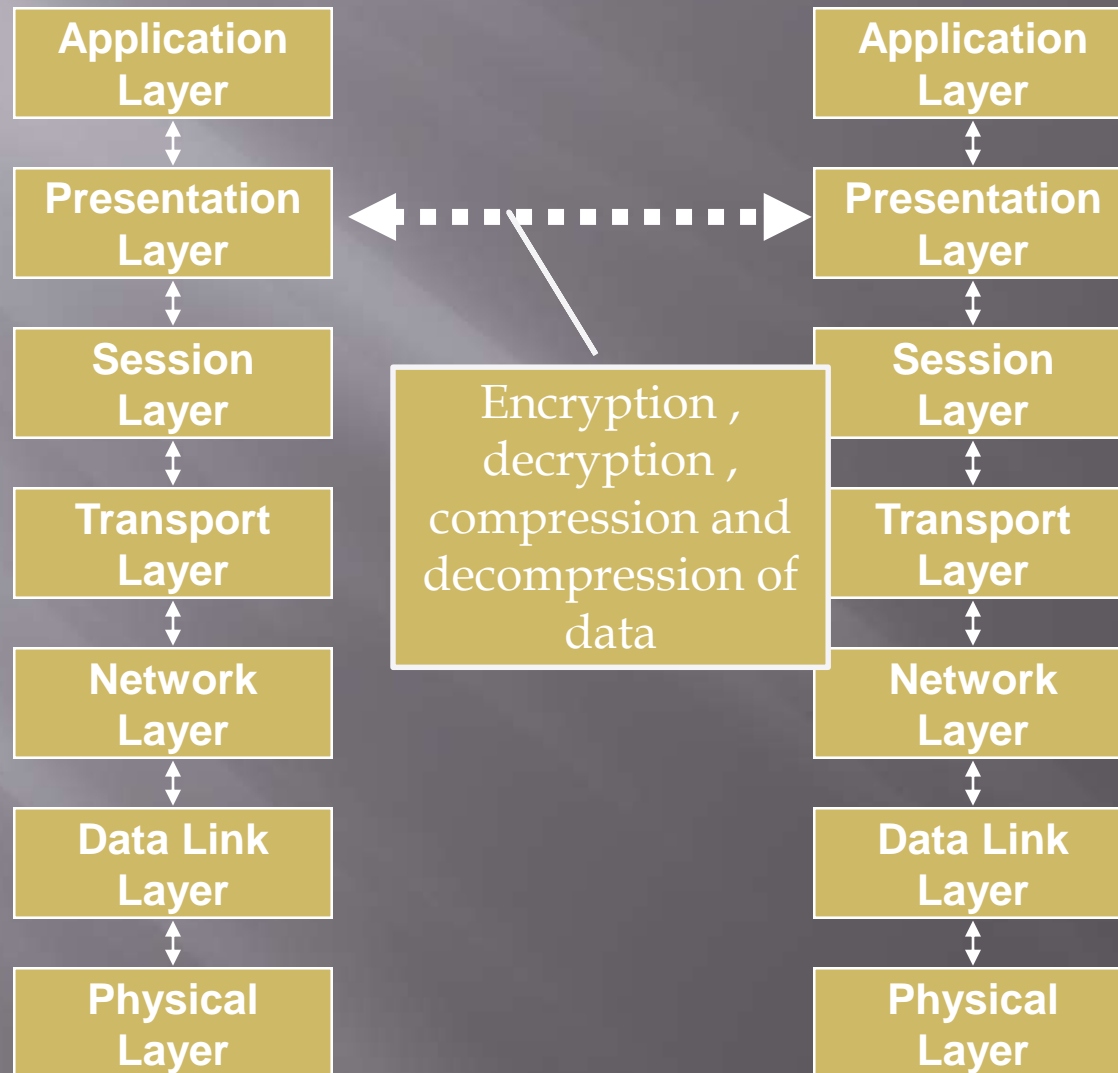 Application
Layer
Presentation
Layer
Session
Layer
Transport
Layer
Network
Layer
Data Link
Layer
Physical
Layer
Encryption ,
decryption ,
compression and
decompression of
data
Application
Layer
Presentation
Layer
Session
Layer
Transport
Layer
Network
Layer
Data Link
Layer
Physical
Layer